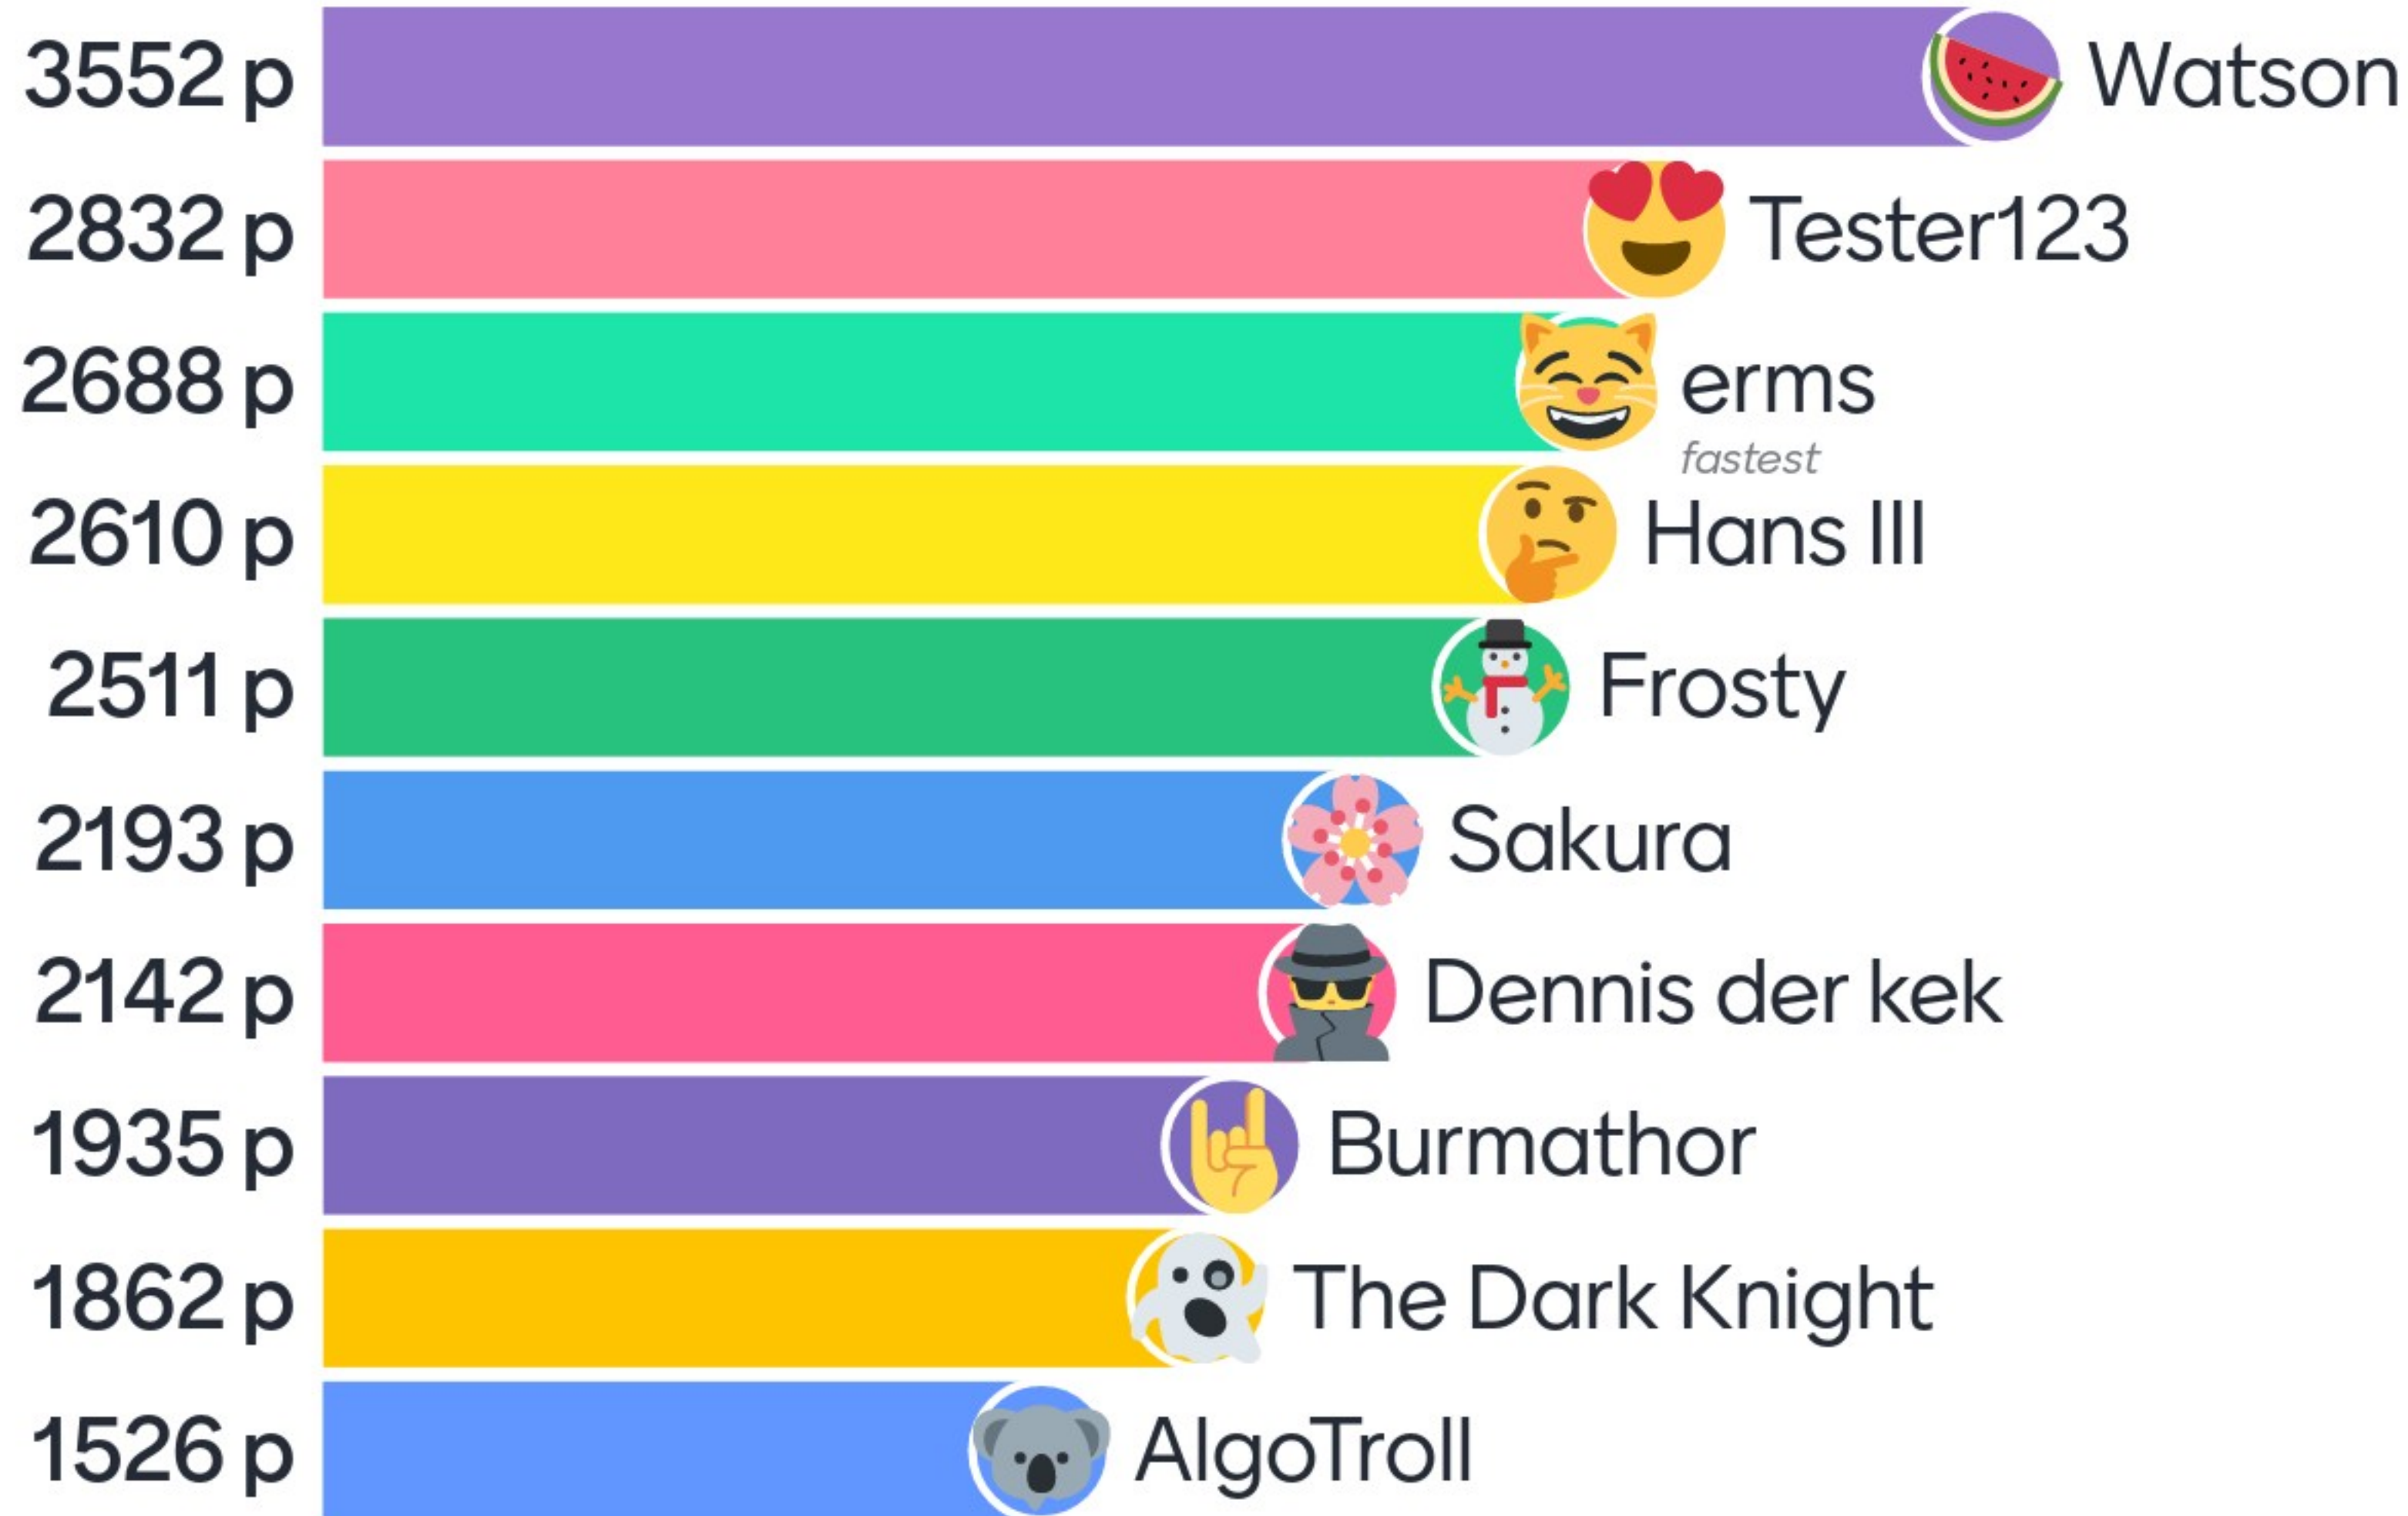 3552 p Watson
2832 p Tester123
2688 p erms
fastest
2610 p Hans III
2511 p Frosty
2193 p Sakura
2142 p Dennis der kek
1935 p Burmathor
1862 p The Dark Knight
1526 p AlgoTroll